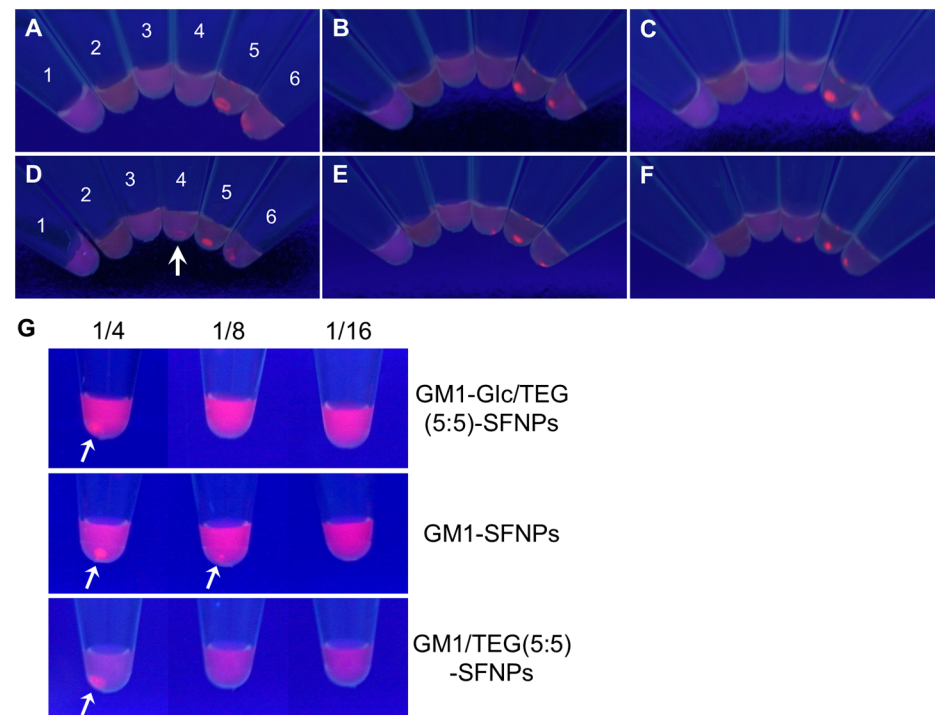 A
1
2
3
4
5
6
B
C
D
1
2
3
4
5
6
E
F
G
1/4
1/8
1/16
GM1-Glc/TEG
(5:5)-SFNPs
GM1-SFNPs
GM1/TEG(5:5)
-SFNPs